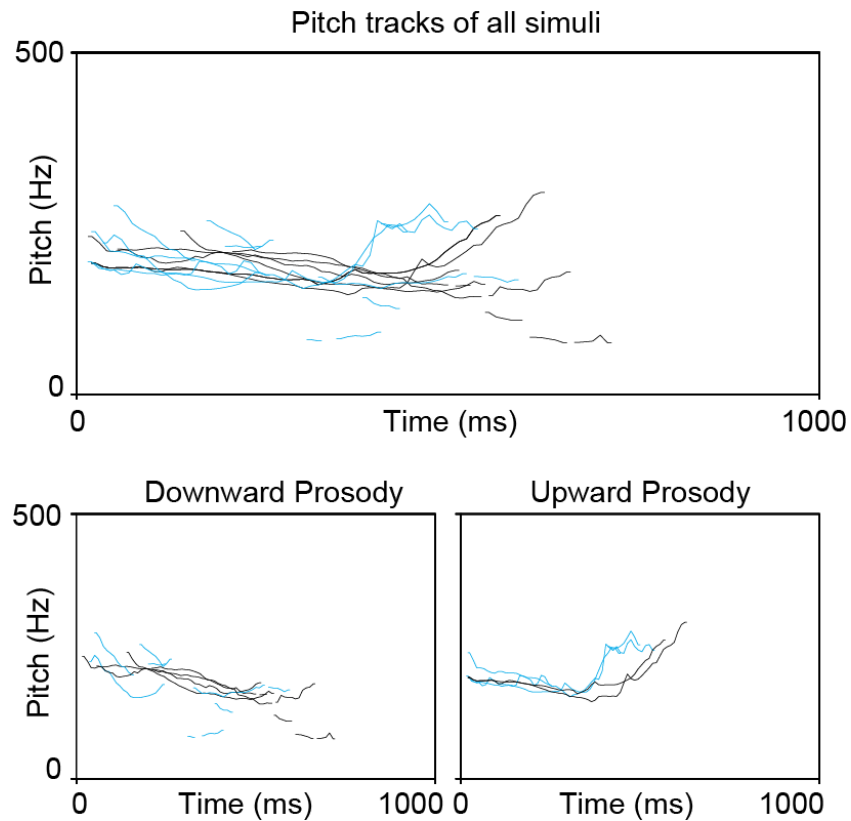 Pitch tracks of all simuli
500
Pitch (Hz)
0
0 Time (ms) 1000
Downward Prosody Upward Prosody
500
Pitch (Hz)
0
0 Time (ms) 1000 0 Time (ms) 1000